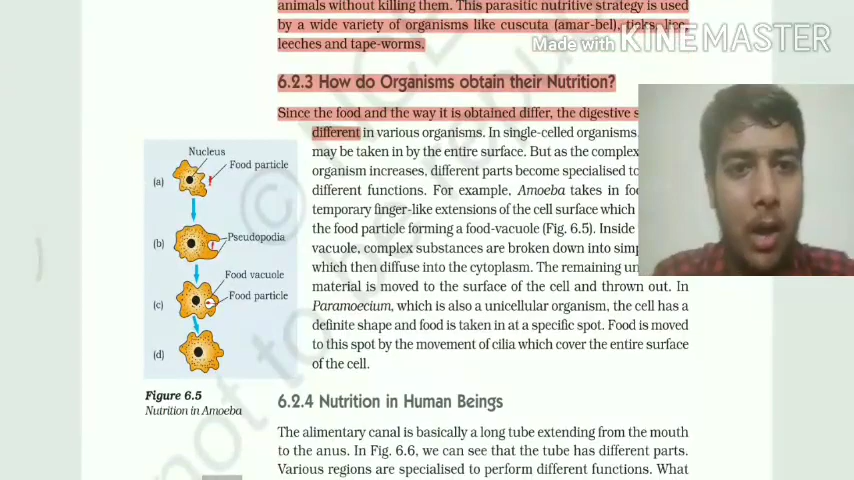 animals without killing them. This parasitic nutritive strategy is used
by a wide variety of organisms like cuscuta (amar-bel), ticks, lice,
leeches and tape-worms.
Made with KINEMASTER
6.2.3 How do Organisms obtain their Nutrition?
Since the food and the way it is obtained differ, the digestive
different in various organisms. In single-celled organisms,
may be taken in by the entire surface. But as the complex
organism increases, different parts become specialised to
different functions. For example, Amoeba takes in
temporary finger-like extensions of the cell surface which
the food particle forming a food-vacuole (Fig. 6.5). Inside
vacuole, complex substances are broken down into
which then diffuse into the cytoplasm. The remaining
material is moved to the surface of the cell and thrown out. In
Paramoecium, which is also a unicellular organism, the cell has a
definite shape and food is taken in at a specific spot. Food is moved
to this spot by the movement of cilia which cover the entire surface
of the cell.
Nucleus
Food particle
(a)
(b)
Pseudopodia
Food vacuole
(c)
Food particle
(d)
Figure 6.5
Nutrition in Amoeba
6.2.4 Nutrition in Human Beings
The alimentary canal is basically a long tube extending from the mouth
to the anus. In Fig. 6.6, we can see that the tube has different parts.
Various regions are specialised to perform different functions. What
not to be